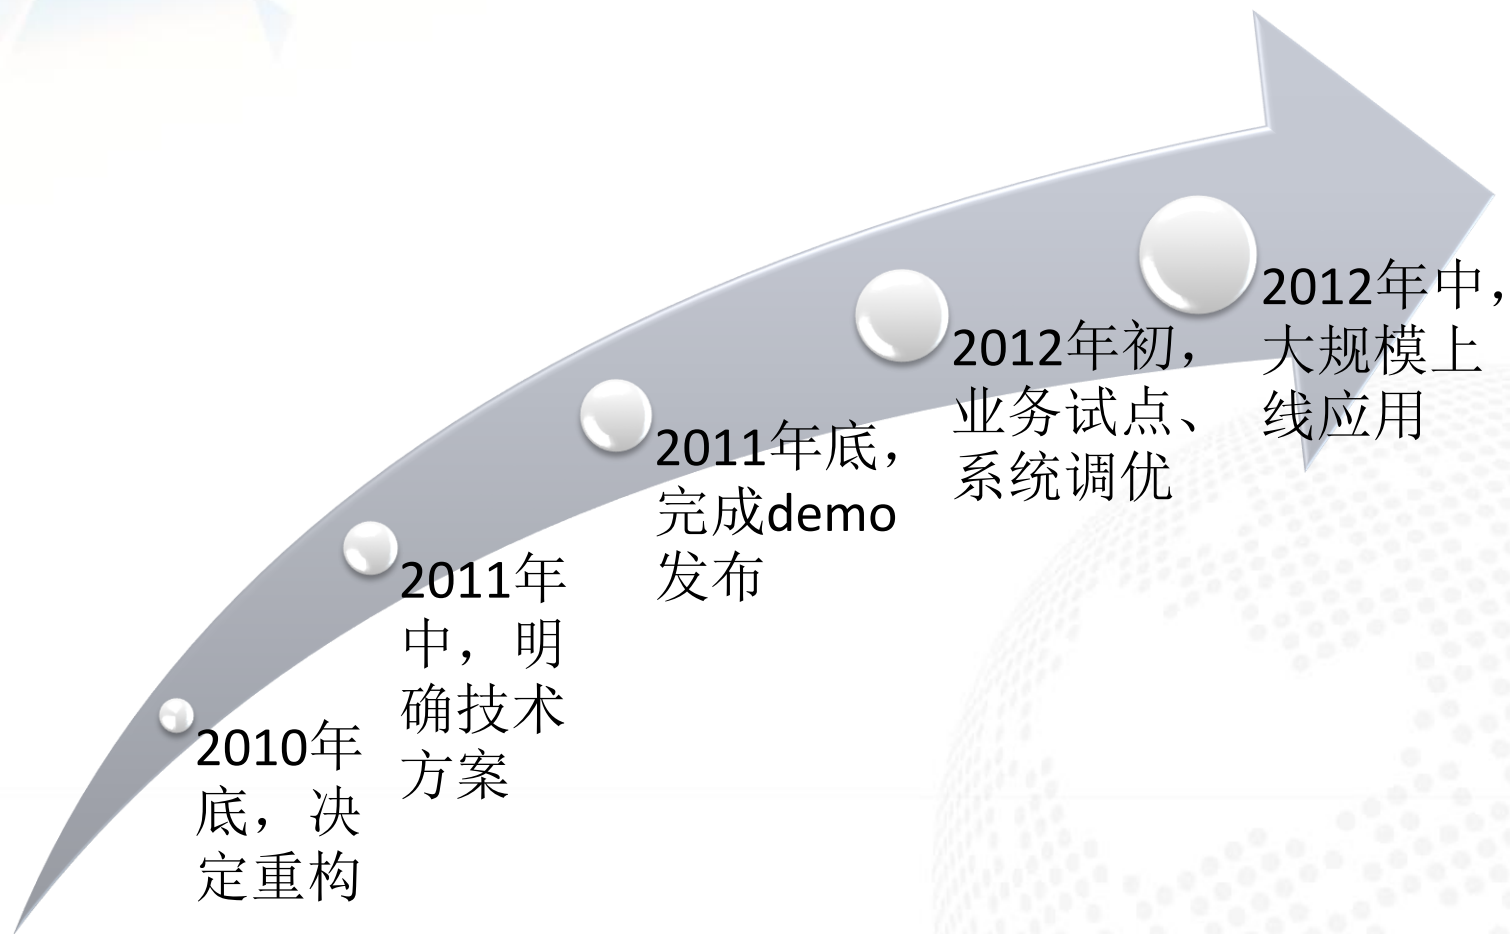 2010年
底，决
定重构
2011年
中，明
确技术
方案
2011年底，
完成demo
发布
2012年初，
业务试点、
系统调优
2012年中，
大规模上
线应用